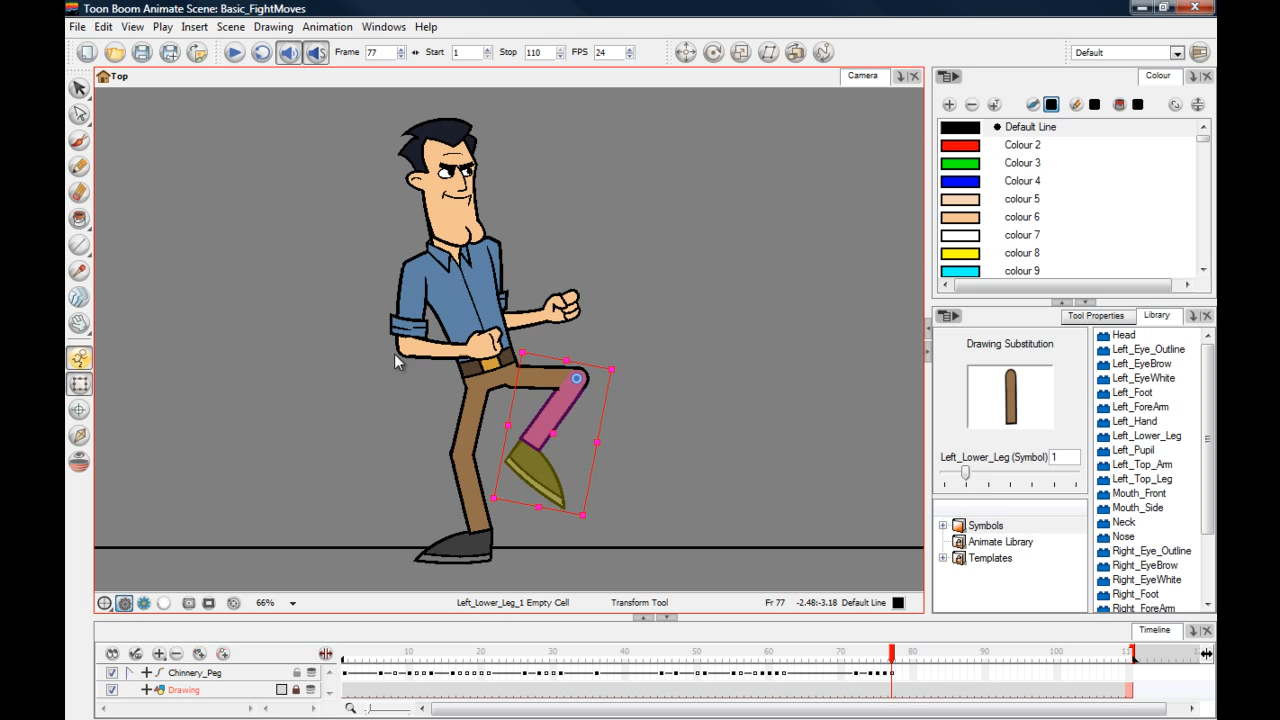 Toon Boom Animate Scene: Basic_FightMoves
File Edit View Play Insert Scene Drawing Animation Windows Help
Frame 77 Start 1 Stop 110 FPS 24 Default
Top Camera
Colour
Default Line
Colour 2
Colour 3
Colour 4
colour 5
colour 6
colour 7
colour 8
colour 9
Tool Properties Library
Drawing Substitution
Left_Lower_Leg (Symbol) 1
Symbols
Animate Library
Templates
Head
Left_Eye_Outline
Left_EyeBrow
Left_EyeWhite
Left_Foot
Left_ForeArm
Left_Hand
Left_Lower_Leg
Left_Pupil
Left_Top_Arm
Left_Top_Leg
Mouth_Front
Mouth_Side
Neck
Nose
Right_Eye_Outline
Right_EyeBrow
Right_EyeWhite
Right_Foot
Right_ForeArm
66% Left_Lower_Leg_1 Empty Cell Transform Tool Fr 77 -2.48:-3.18 Default Line
Timeline
10 20 30 40 50 60 70 80 90 100
Chinnery_Peg
Drawing